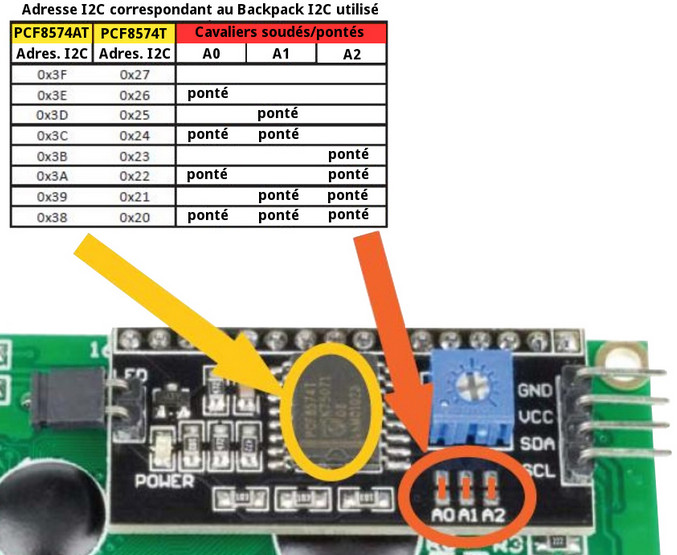 Adresse I2C correspondant au Backpack I2C utilisé
PCF8574AT PCF8574T Cavaliers soudés/pontés
Adres. I2C Adres. I2C A0 A1 A2
0x3F 0x27
0x3E 0x26 ponté
0x3D 0x25 ponté
0x3C 0x24 ponté ponté
0x3B 0x23 ponté
0x3A 0x22 ponté ponté
0x39 0x21 ponté ponté
0x38 0x20 ponté ponté ponté
16
LED
PCF8574T
GND
VCC
SDA
SCL
POWER
A0 A1 A2